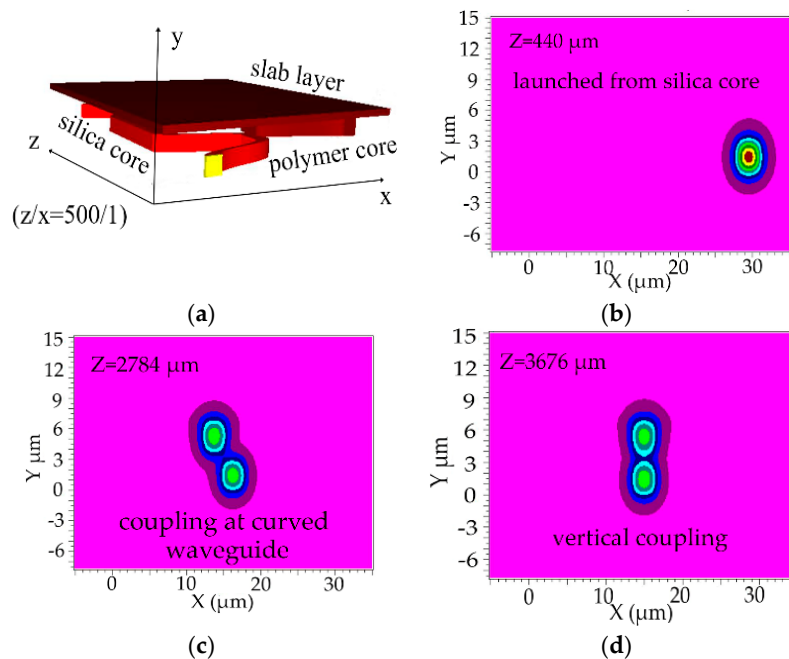 y
slab layer
silica core
z
polymer core
x
(z/x=500/1)
(a)
15
12
9
6
3
0
-3
-6
Y μm
Z=440 μm
launched from silica core
0
10
20
30
X (μm)
(b)
15
12
9
6
3
0
-3
-6
Y μm
Z=2784 μm
coupling at curved
waveguide
0
10
20
30
X (μm)
(c)
15
12
9
6
3
0
-3
-6
Y μm
Z=3676 μm
vertical coupling
0
10
20
30
X (μm)
(d)